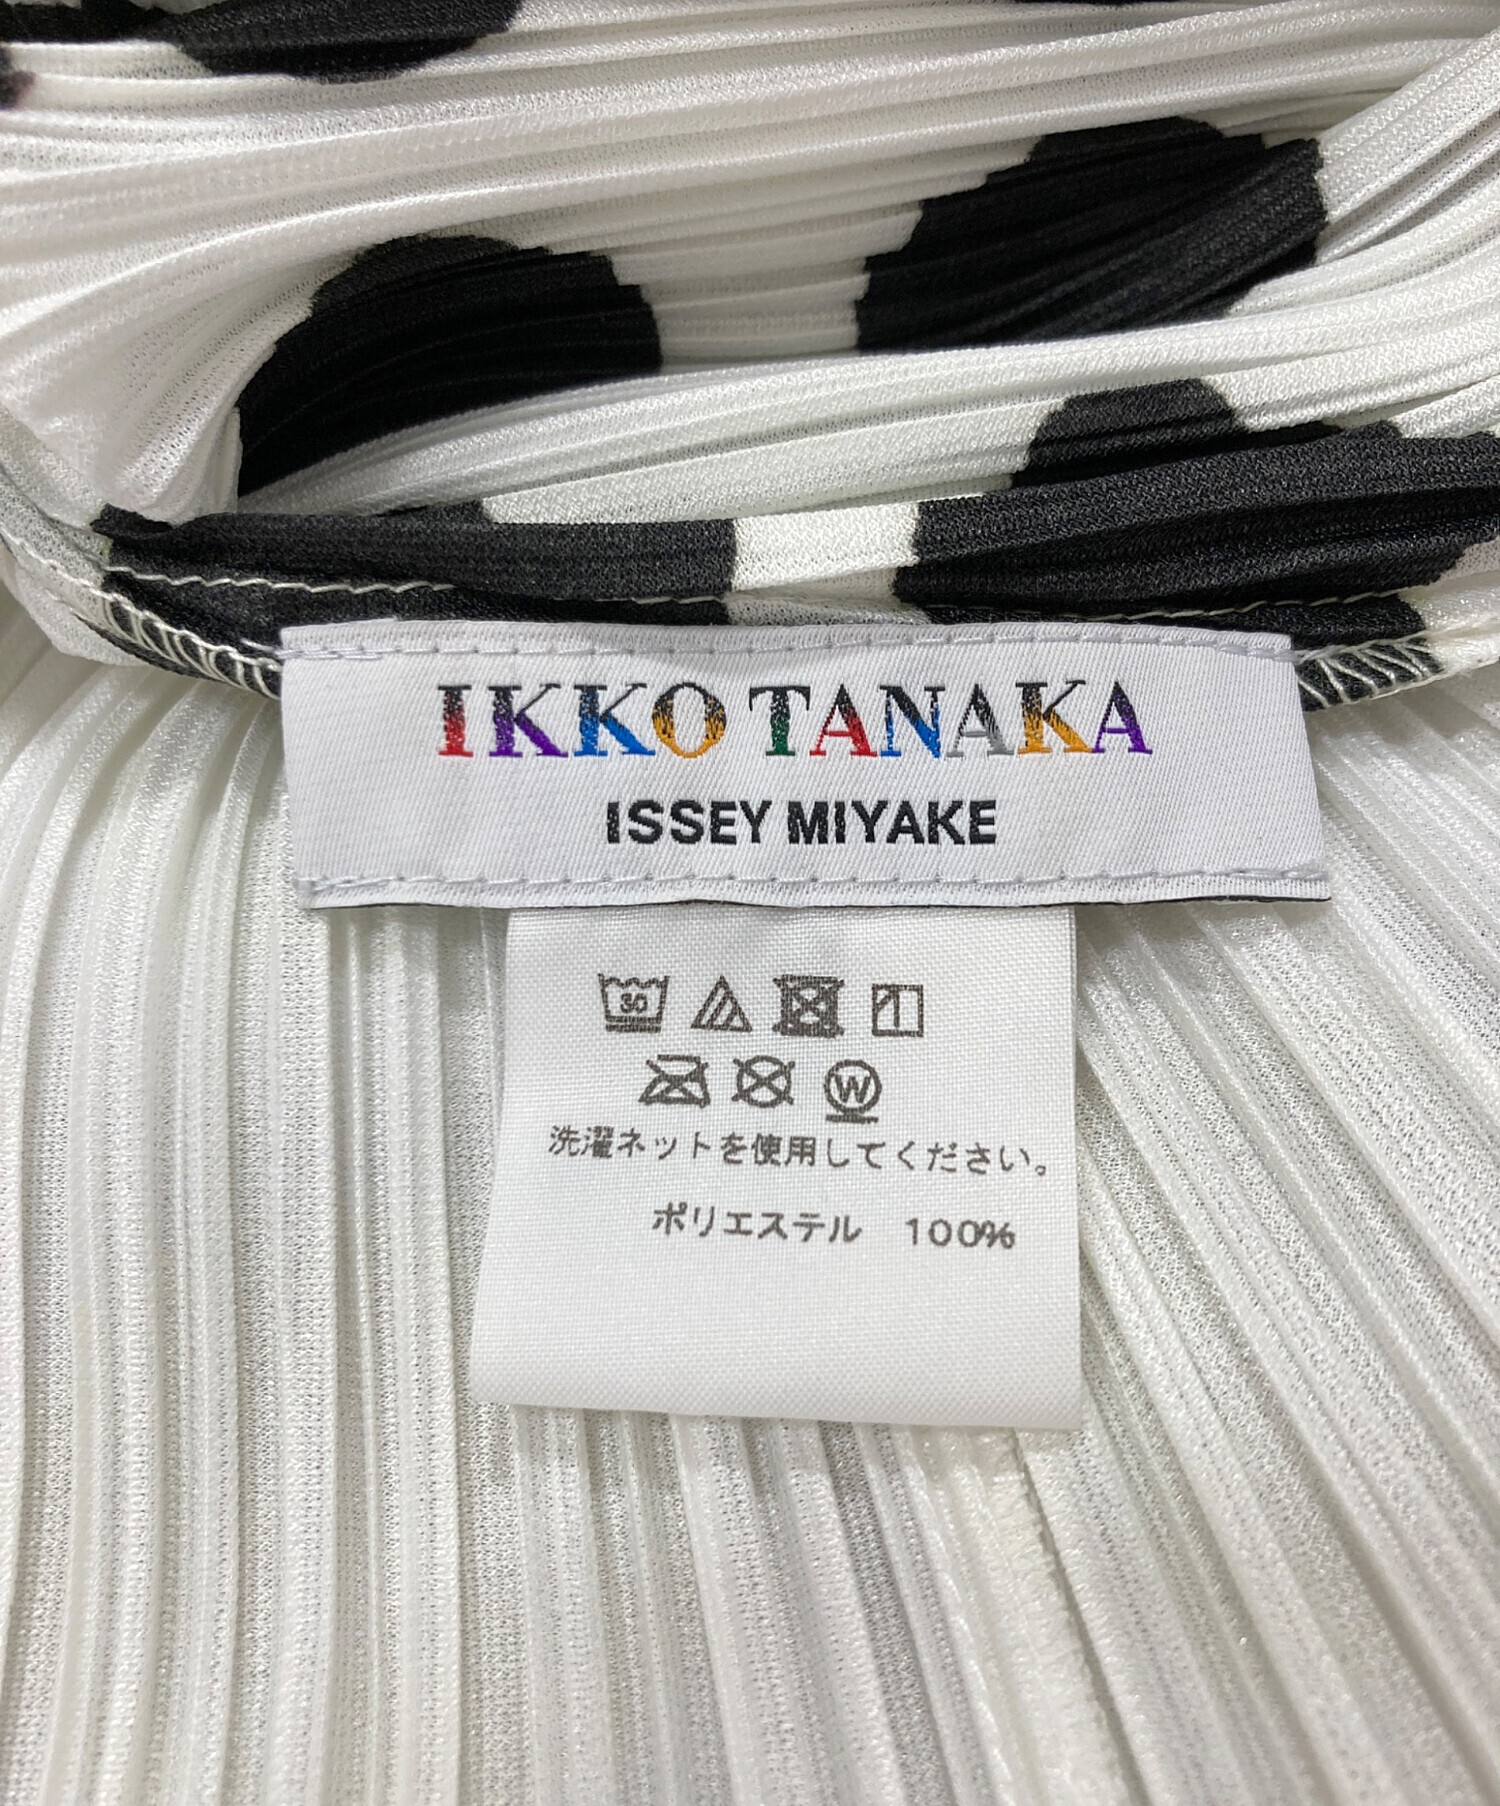 IKKO TANAKA
ISSEY MIYAKE
30
W
洗濯ネットを使用してください。
ポリエステル 100%